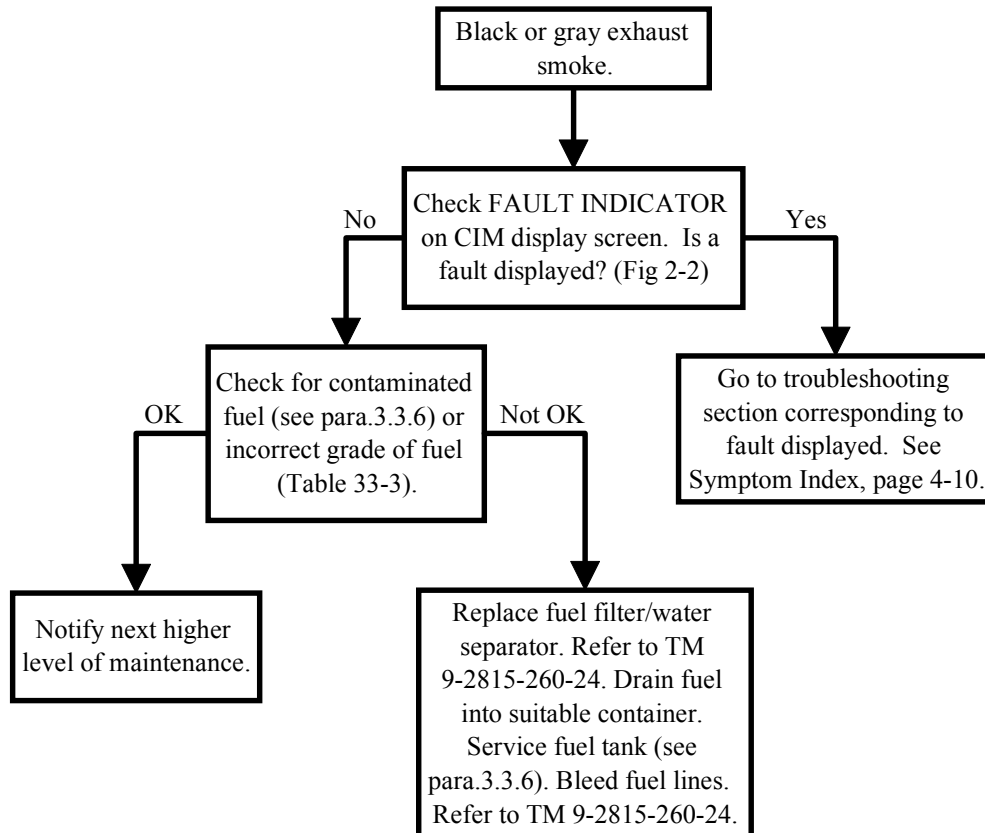 Black or gray exhaust
smoke.
Check FAULT INDICATOR
on CIM display screen.  Is a
fault displayed? (Fig 2-2)
No
Yes
Check for contaminated
fuel (see para.3.3.6) or
incorrect grade of fuel
(Table 33-3).
OK
Not OK
Go to troubleshooting
section corresponding to
fault displayed.  See
Symptom Index, page 4-10.
Notify next higher
level of maintenance.
Replace fuel filter/water
separator. Refer to TM
9-2815-260-24. Drain fuel
into suitable container.
Service fuel tank (see
para.3.3.6). Bleed fuel lines.
Refer to TM 9-2815-260-24.